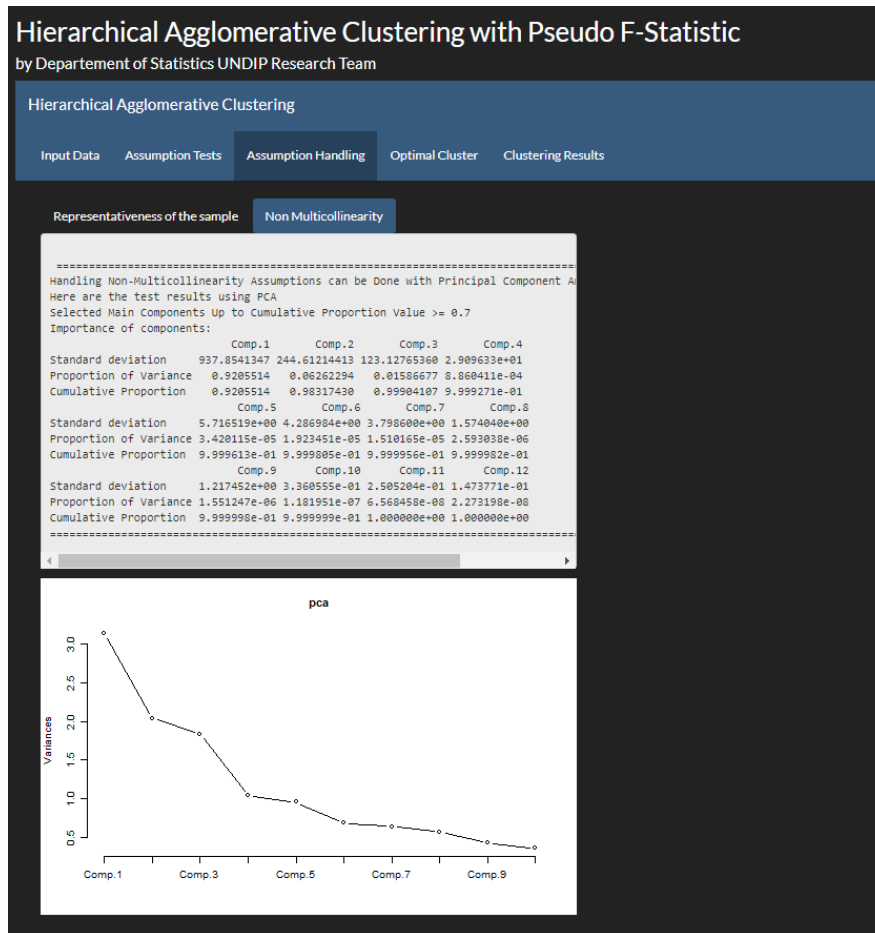 Hierarchical Agglomerative Clustering with Pseudo F-Statistic
by Departement of Statistics UNDIP Research Team
Hierarchical Agglomerative Clustering
Input Data Assumption Tests Assumption Handling Optimal Cluster Clustering Results
Representativeness of the sample Non Multicollinearity
================================================================================
Handling Non-Multicollinearity Assumptions can be Done with Principal Component A
Here are the test results using PCA
Selected Main Components Up to Cumulative Proportion Value >= 0.7
Importance of components:
Comp.1 Comp.2 Comp.3 Comp.4
Standard deviation 937.8541347 244.61214413 123.12765360 2.909633e+01
Proportion of Variance 0.9205514 0.06262294 0.01586677 8.860411e-04
Cumulative Proportion 0.9205514 0.98317430 0.99904107 9.999271e-01
Comp.5 Comp.6 Comp.7 Comp.8
Standard deviation 5.716519e+00 4.286984e+00 3.798600e+00 1.574040e+00
Proportion of Variance 3.420115e-05 1.923451e-05 1.510165e-05 2.593038e-06
Cumulative Proportion 9.999613e-01 9.999805e-01 9.999956e-01 9.999982e-01
Comp.9 Comp.10 Comp.11 Comp.12
Standard deviation 1.217452e+00 3.360555e-01 2.505204e-01 1.473771e-01
Proportion of Variance 1.551247e-06 1.181951e-07 6.568458e-08 2.273198e-08
Cumulative Proportion 9.999998e-01 9.999999e-01 1.000000e+00 1.000000e+00
================================================================================
pca
Variances
3.0
2.5
2.0
1.5
1.0
0.5
Comp.1 Comp.3 Comp.5 Comp.7 Comp.9